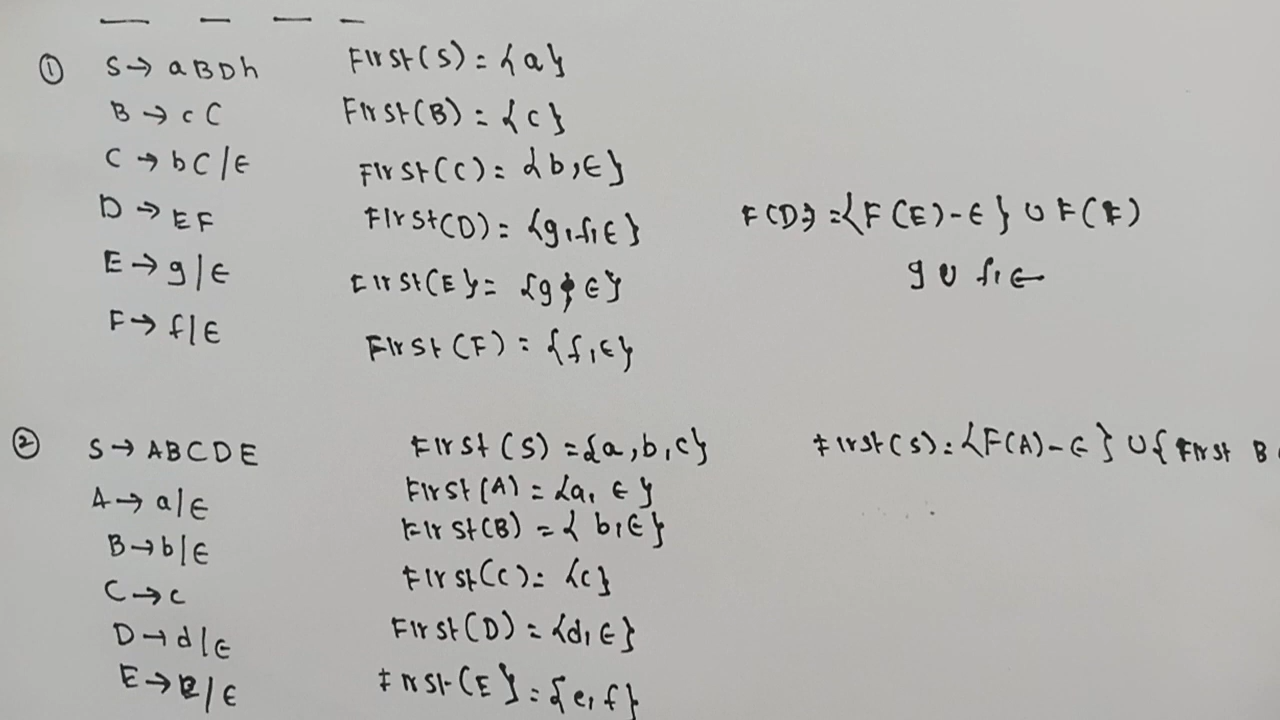 ① S → aBDh First(S) = {a}
B → cC First(B) = {c}
C → bC/ϵ First(C) = {b,ϵ}
D → EF First(D) = {g,f,ϵ} F(D) = {F(E)-ϵ} ∪ F(F)
g ∪ f,ϵ
E → g/ϵ First(E} = {g, ϵ}
F → f/ϵ First(F) = {f,ϵ}
② S → ABCDE First(S) = {a,b,c} First(S) = {F(A)-ϵ} ∪ { First B
A → a/ϵ First(A) = {a, ϵ}
B → b/ϵ First(B) = { b,ϵ}
C → c First(C) = {c}
D → d/ϵ First(D) = {d,ϵ}
E → e/ϵ First(E} = {e, f}